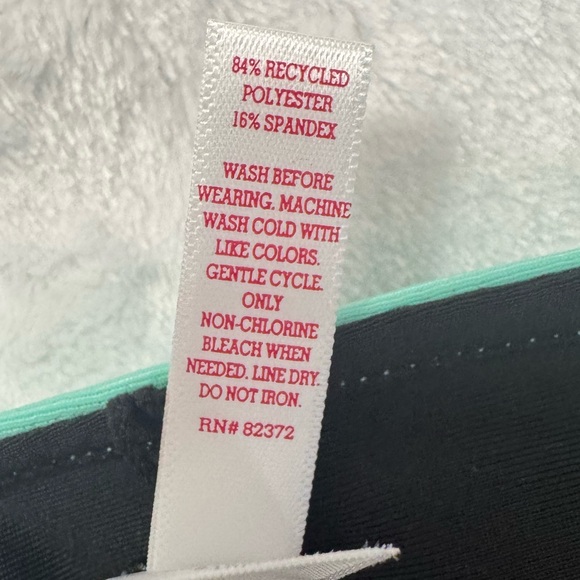 84% RECYCLED
POLYESTER
16% SPANDEX
WASH BEFORE
WEARING. MACHINE
WASH COLD WITH
LIKE COLORS.
GENTLE CYCLE.
ONLY
NON-CHLORINE
BLEACH WHEN
NEEDED. LINE DRY.
DO NOT IRON.
RN# 82372